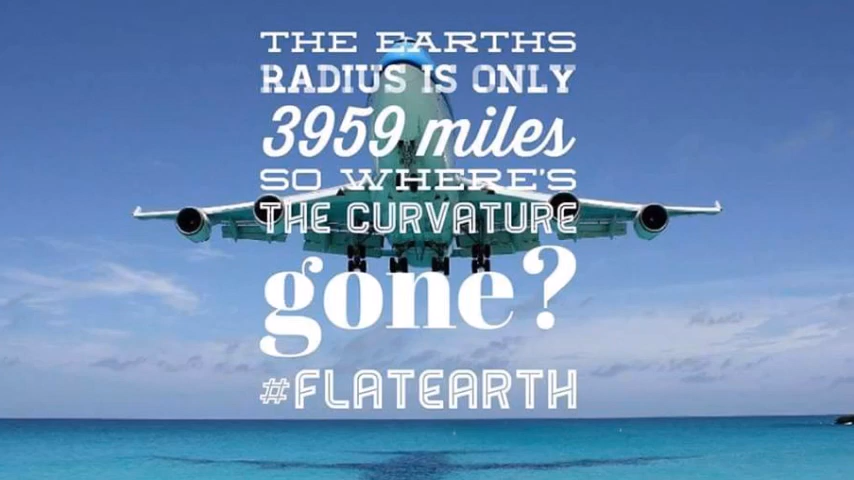 THE EARTHS
RADIUS IS ONLY
3959 miles
SO WHERE'S
THE CURVATURE
gone?
#FLATEARTH